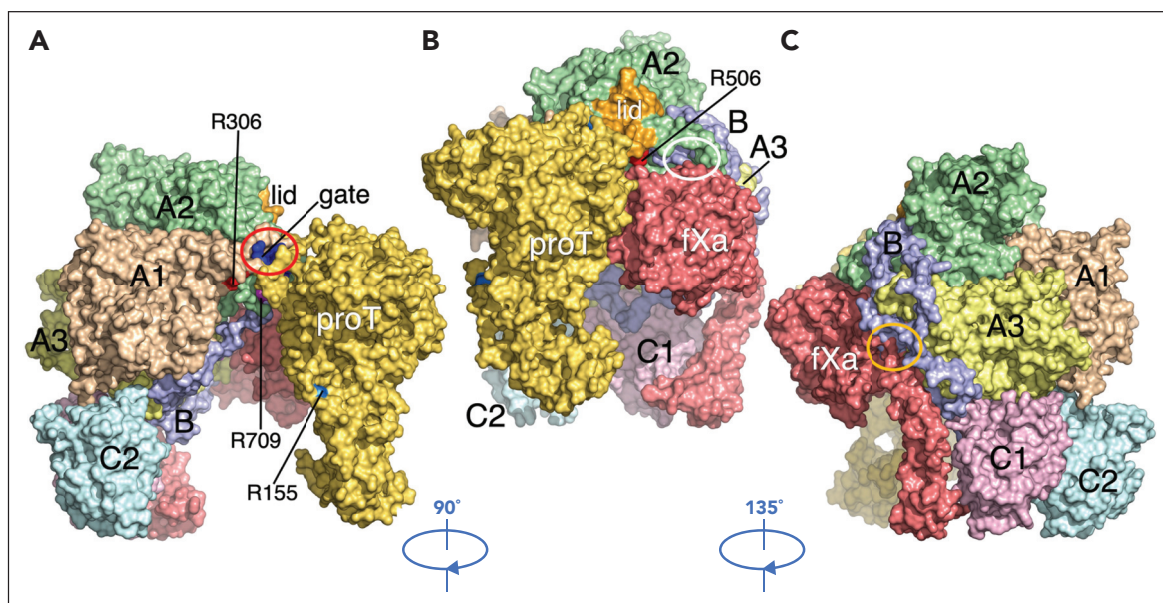 A
R306
lid
gate
A2
A1
proT
A3
B
C2
R709
R155
90°
B
A2
R506
lid
B
A3
proT
fXa
C1
C2
135°
C
A2
B
A1
A3
fXa
C1
C2